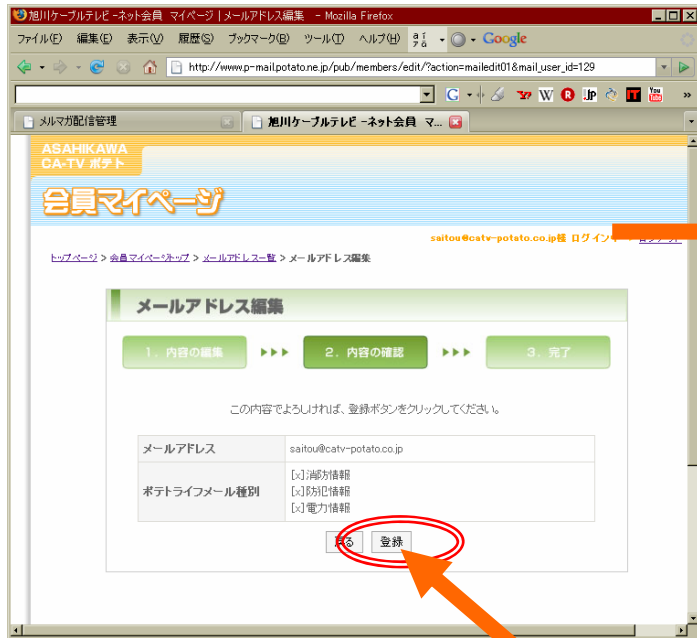 旭川ケーブルテレビ -ネット会員 マイページ | メールアドレス編集 - Mozilla Firefox
ファイル(F) 編集(E) 表示(V) 履歴(S) ブックマーク(B) ツール(T) ヘルプ(H) Google
http://www.p-mail.potato.ne.jp/pub/members/edit/?action=mailedit01&mail_user_id=129
メルマガ配信管理 旭川ケーブルテレビ -ネット会員 マ...
ASAHIKAWA
CA-TV ポテト
会員マイページ
saitou@catv-potato.co.jp様 ログイン
トップページ > 会員マイページトップ > メールアドレス一覧 > メールアドレス編集
メールアドレス編集
1. 内容の編集 ▶▶▶ 2. 内容の確認 ▶▶▶ 3. 完了
この内容でよろしければ、登録ボタンをクリックしてください。
メールアドレス saitou@catv-potato.co.jp
ポテトライフメール種別 [x]消防情報
[x]防犯情報
[x]電力情報
戻る 登録